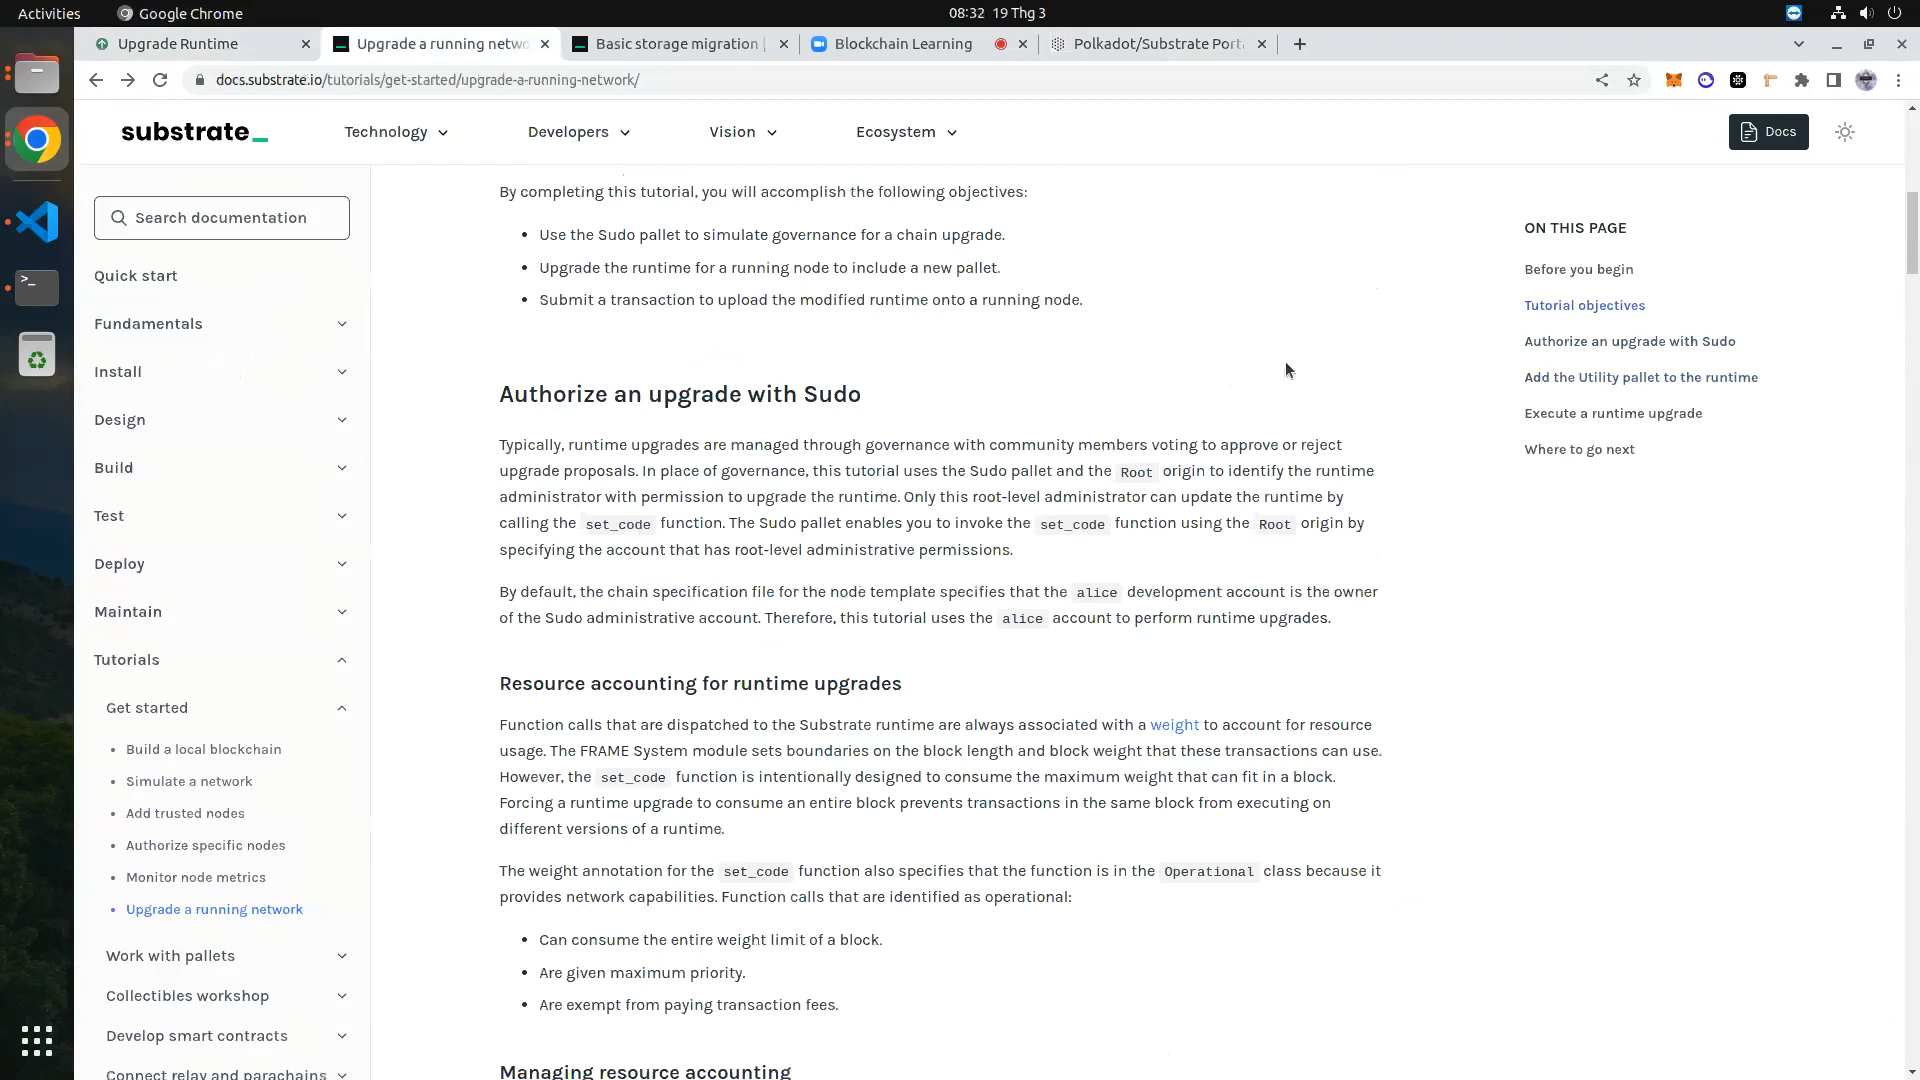 Activities
Google Chrome
08:32 19 Thg 3
Upgrade Runtime
Upgrade a running netwo
Basic storage migration |
Blockchain Learning
Polkadot/Substrate Port
docs.substrate.io/tutorials/get-started/upgrade-a-running-network/
substrate_
Technology
Developers
Vision
Ecosystem
Docs
Search documentation
Quick start
Fundamentals
Install
Design
Build
Test
Deploy
Maintain
Tutorials
Get started
• Build a local blockchain
• Simulate a network
• Add trusted nodes
• Authorize specific nodes
• Monitor node metrics
• Upgrade a running network
Work with pallets
Collectibles workshop
Develop smart contracts
Connect relay and parachains
By completing this tutorial, you will accomplish the following objectives:
• Use the Sudo pallet to simulate governance for a chain upgrade.
• Upgrade the runtime for a running node to include a new pallet.
• Submit a transaction to upload the modified runtime onto a running node.
Authorize an upgrade with Sudo
Typically, runtime upgrades are managed through governance with community members voting to approve or reject
upgrade proposals. In place of governance, this tutorial uses the Sudo pallet and the Root origin to identify the runtime
administrator with permission to upgrade the runtime. Only this root-level administrator can update the runtime by
calling the set_code function. The Sudo pallet enables you to invoke the set_code function using the Root origin by
specifying the account that has root-level administrative permissions.
By default, the chain specification file for the node template specifies that the alice development account is the owner
of the Sudo administrative account. Therefore, this tutorial uses the alice account to perform runtime upgrades.
Resource accounting for runtime upgrades
Function calls that are dispatched to the Substrate runtime are always associated with a weight to account for resource
usage. The FRAME System module sets boundaries on the block length and block weight that these transactions can use.
However, the set_code function is intentionally designed to consume the maximum weight that can fit in a block.
Forcing a runtime upgrade to consume an entire block prevents transactions in the same block from executing on
different versions of a runtime.
The weight annotation for the set_code function also specifies that the function is in the Operational class because it
provides network capabilities. Function calls that are identified as operational:
• Can consume the entire weight limit of a block.
• Are given maximum priority.
• Are exempt from paying transaction fees.
Managing resource accounting
ON THIS PAGE
Before you begin
Tutorial objectives
Authorize an upgrade with Sudo
Add the Utility pallet to the runtime
Execute a runtime upgrade
Where to go next